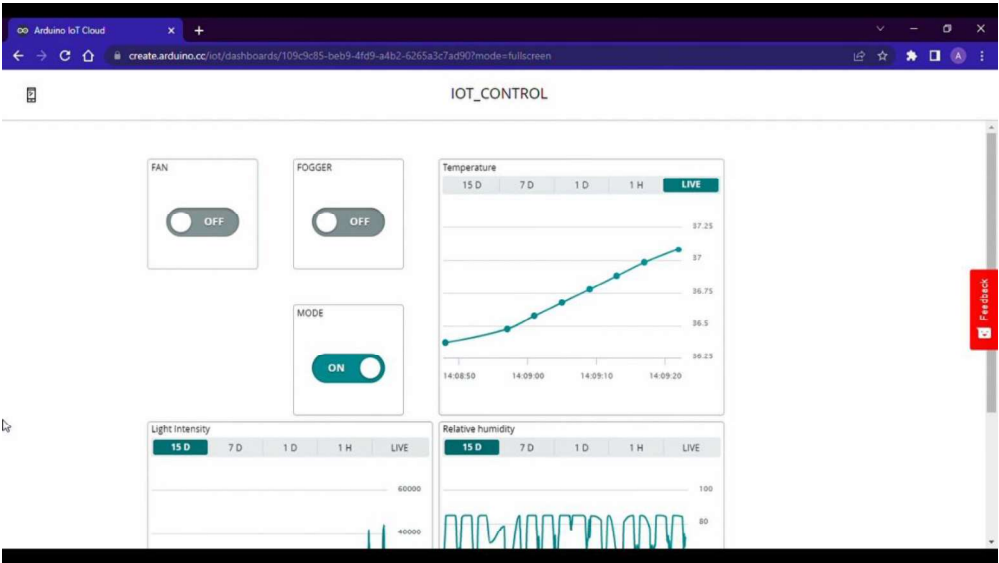 Arduino IoT Cloud
create.arduino.cc/iot/dashboards/109c9c85-beb9-4fd9-a4b2-6265a3c7ad90?mode=fullscreen
A
IOT_CONTROL
FAN
OFF
FOGGER
OFF
MODE
ON
Temperature
15 D 7 D 1 D 1 H LIVE
37.25
37
36.75
36.5
36.25
14:08:50 14:09:00 14:09:10 14:09:20
Feedback
Light Intensity
15 D 7 D 1 D 1 H LIVE
60000
40000
Relative humidity
15 D 7 D 1 D 1 H LIVE
100
80